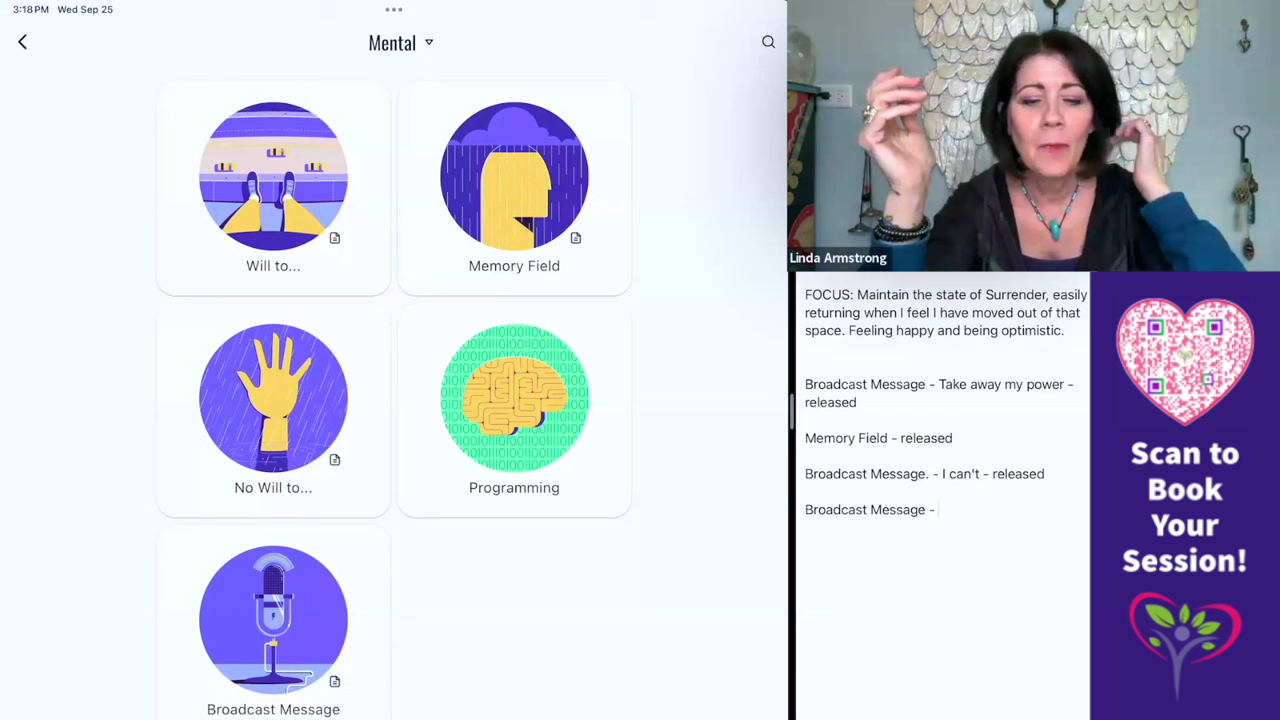 3:18 PM Wed Sep 25
Mental
Will to...
Memory Field
No Will to...
Programming
Broadcast Message
Linda Armstrong
FOCUS: Maintain the state of Surrender, easily
returning when I feel I have moved out of that
space. Feeling happy and being optimistic.
Broadcast Message - Take away my power -
released
Memory Field - released
Broadcast Message. - I can't - released
Broadcast Message -
Scan to
Book
Your
Session!